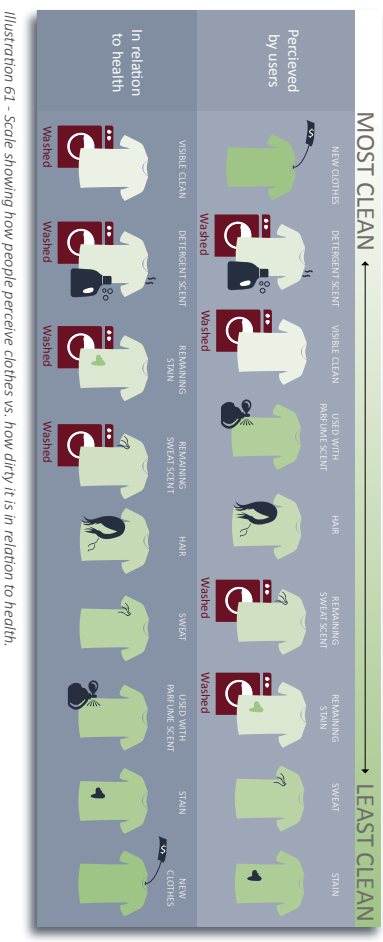 MOST CLEAN
LEAST CLEAN
Percieved
by users
NEW CLOTHES
DETERGENT SCENT
Washed
VISIBLE CLEAN
Washed
USED WITH
PARFUME SCENT
HAIR
REMAINING
SWEAT SCENT
Washed
REMAINING
STAIN
Washed
SWEAT
STAIN
In relation
to health
VISIBLE CLEAN
Washed
DETERGENT SCENT
Washed
REMAINING
STAIN
Washed
REMAINING
SWEAT SCENT
Washed
HAIR
SWEAT
USED WITH
PARFUME SCENT
STAIN
NEW
CLOTHES
$
$
Illustration 61 - Scale showing how people perceive clothes vs. how dirty it is in relation to health.